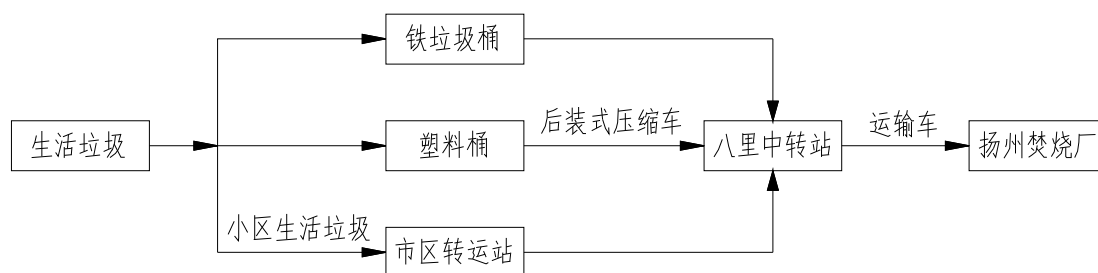 铁垃圾桶
生活垃圾
塑料桶
后装式压缩车
八里中转站
运输车
扬州焚烧厂
小区生活垃圾
市区转运站